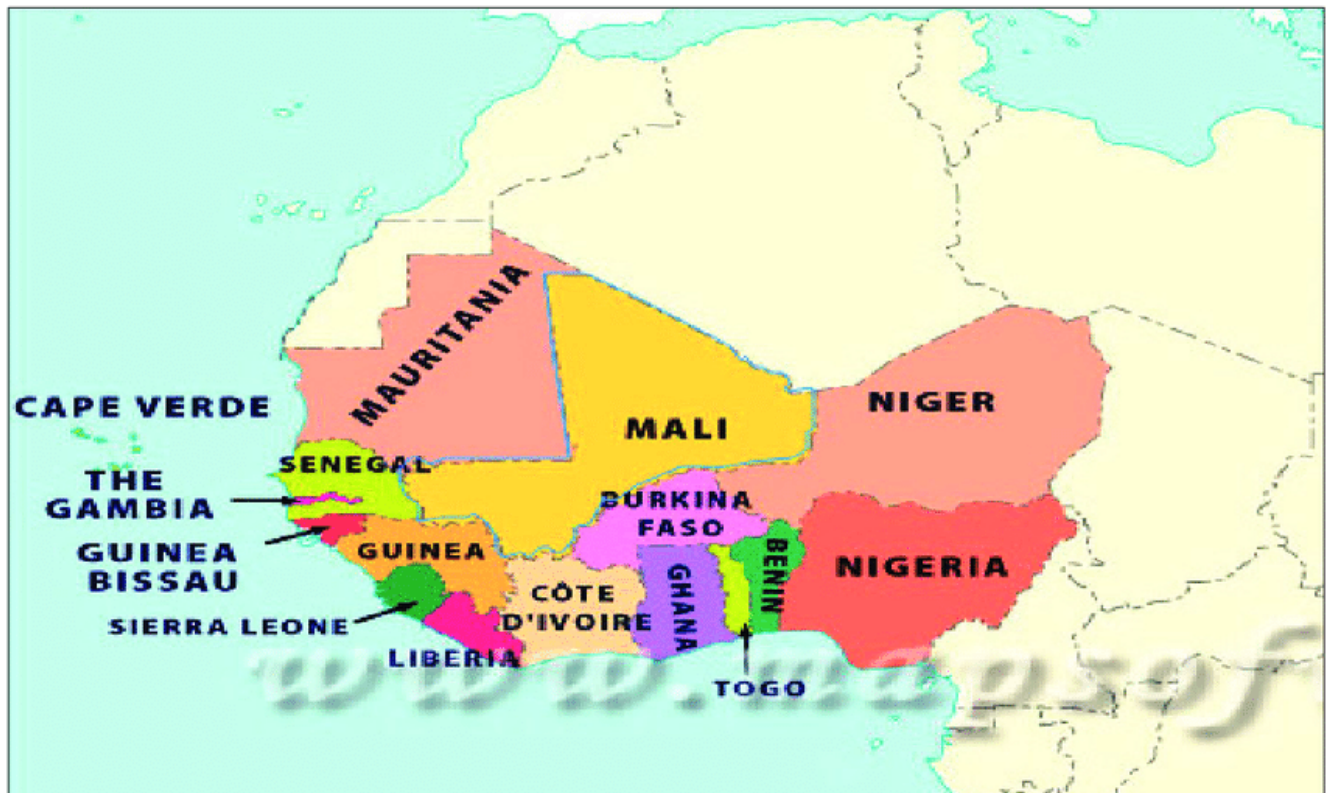 MAURITANIA
CAPE VERDE
NIGER
MALI
SENEGAL
THE
GAMBIA
BURKINA
FASO
GUINEA
BISSAU
GUINEA
BENIN
NIGERIA
GHANA
CÔTE
D'IVOIRE
SIERRA LEONE
LIBERIA
TOGO
www.mapsof